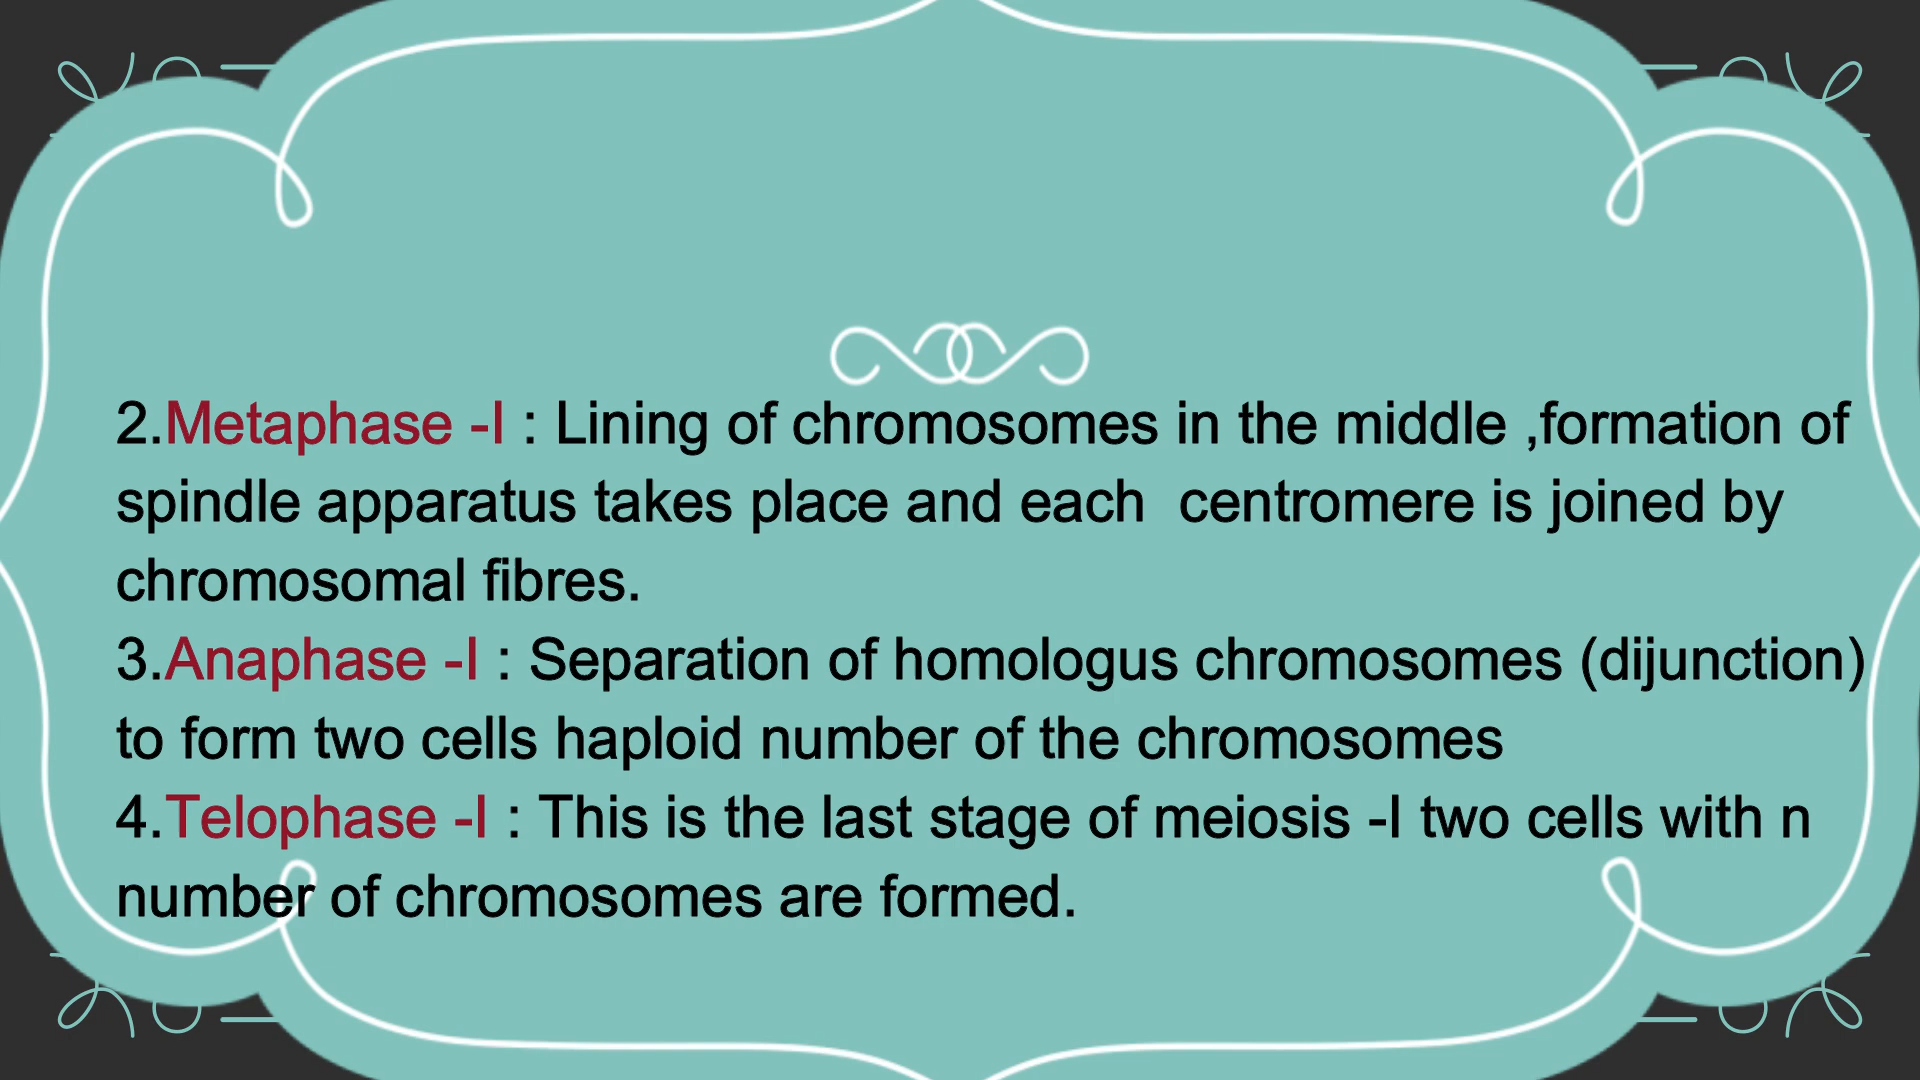 2.Metaphase -I : Lining of chromosomes in the middle ,formation of
spindle apparatus takes place and each  centromere is joined by
chromosomal fibres.
3.Anaphase -I : Separation of homologus chromosomes (dijunction)
to form two cells haploid number of the chromosomes
4.Telophase -I : This is the last stage of meiosis -I two cells with n
number of chromosomes are formed.